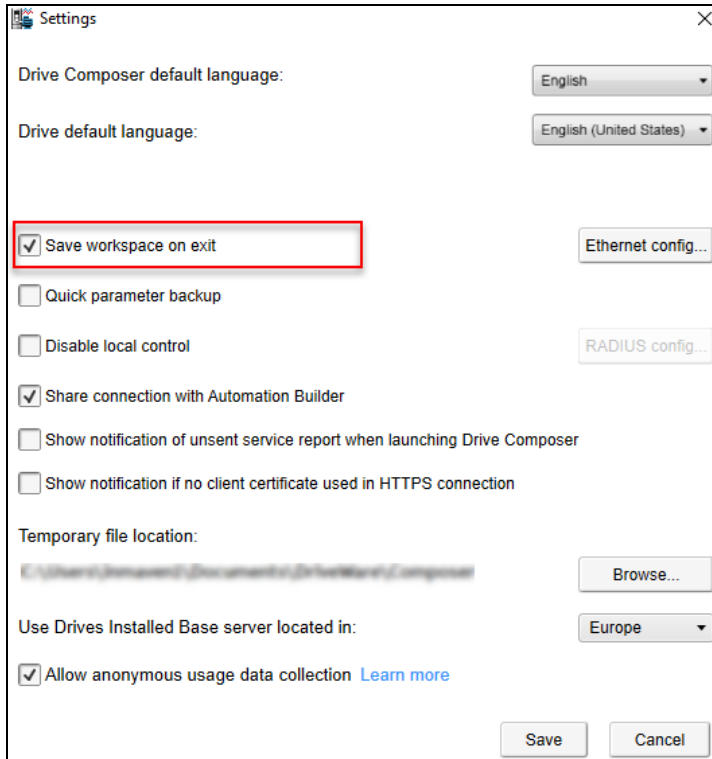 Settings
Drive Composer default language:
English
Drive default language:
English (United States)
Save workspace on exit
Ethernet config...
Quick parameter backup
Disable local control
RADIUS config...
Share connection with Automation Builder
Show notification of unsent service report when launching Drive Composer
Show notification if no client certificate used in HTTPS connection
Temporary file location:
Browse...
Use Drives Installed Base server located in:
Europe
Allow anonymous usage data collection Learn more
Save
Cancel